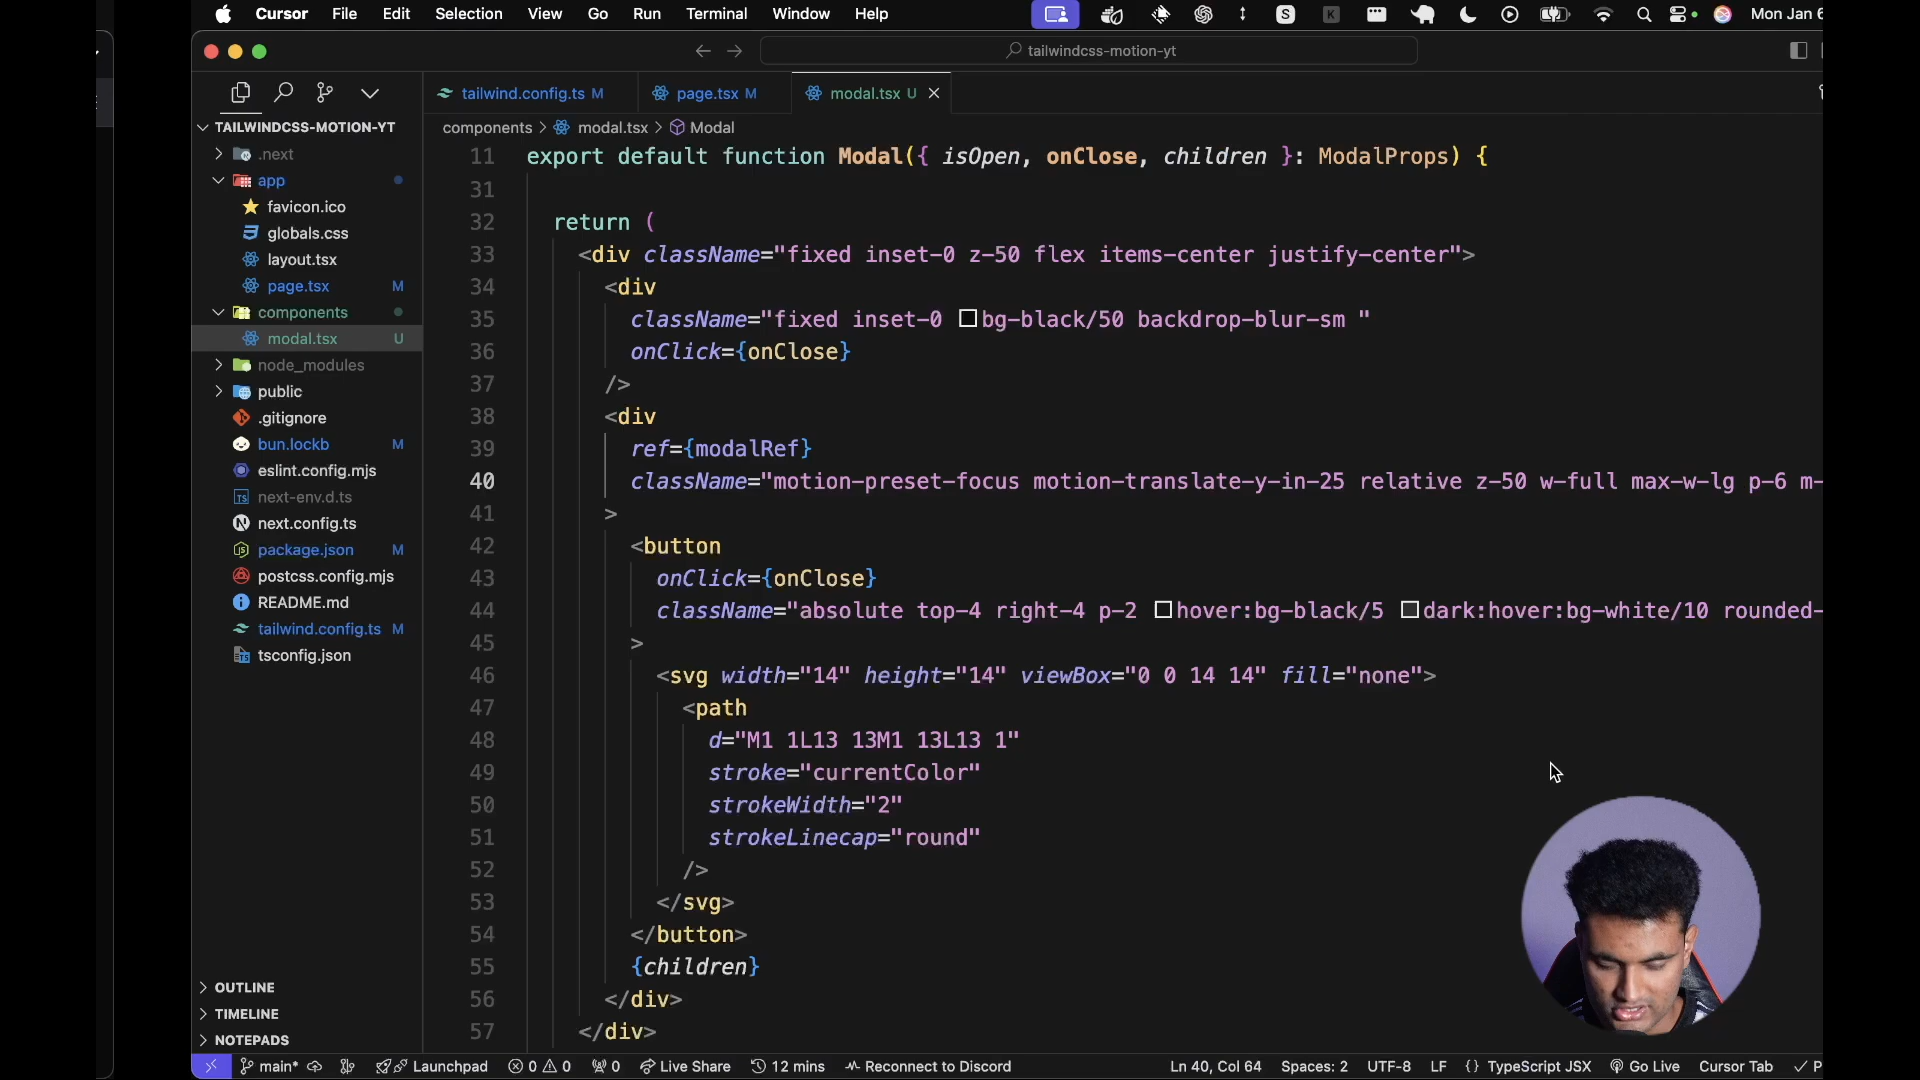 Cursor File Edit Selection View Go Run Terminal Window Help
S K Mon Jan
tailwindcss-motion-yt
tailwind.config.ts M page.tsx M modal.tsx U
TAILWINDCSS-MOTION-YT
.next
app
favicon.ico
globals.css
layout.tsx
page.tsx M
components
modal.tsx U
node_modules
public
.gitignore
bun.lockb M
eslint.config.mjs
next-env.d.ts
next.config.ts
package.json M
postcss.config.mjs
README.md
tailwind.config.ts M
tsconfig.json
OUTLINE
TIMELINE
NOTEPADS
components > modal.tsx > Modal
11 export default function Modal({ isOpen, onClose, children }: ModalProps) {
31
32 return (
33 <div className="fixed inset-0 z-50 flex items-center justify-center">
34 <div
35 className="fixed inset-0 bg-black/50 backdrop-blur-sm "
36 onClick={onClose}
37 />
38 <div
39 ref={modalRef}
40 className="motion-preset-focus motion-translate-y-in-25 relative z-50 w-full max-w-lg p-6 m-
41 >
42 <button
43 onClick={onClose}
44 className="absolute top-4 right-4 p-2 hover:bg-black/5 dark:hover:bg-white/10 rounded-
45 >
46 <svg width="14" height="14" viewBox="0 0 14 14" fill="none">
47 <path
48 d="M1 1L13 13M1 13L13 1"
49 stroke="currentColor"
50 strokeWidth="2"
51 strokeLinecap="round"
52 />
53 </svg>
54 </button>
55 {children}
56 </div>
57 </div>
main* Launchpad 0 0 0 Live Share 12 mins Reconnect to Discord Ln 40, Col 64 Spaces: 2 UTF-8 LF {} TypeScript JSX Go Live Cursor Tab